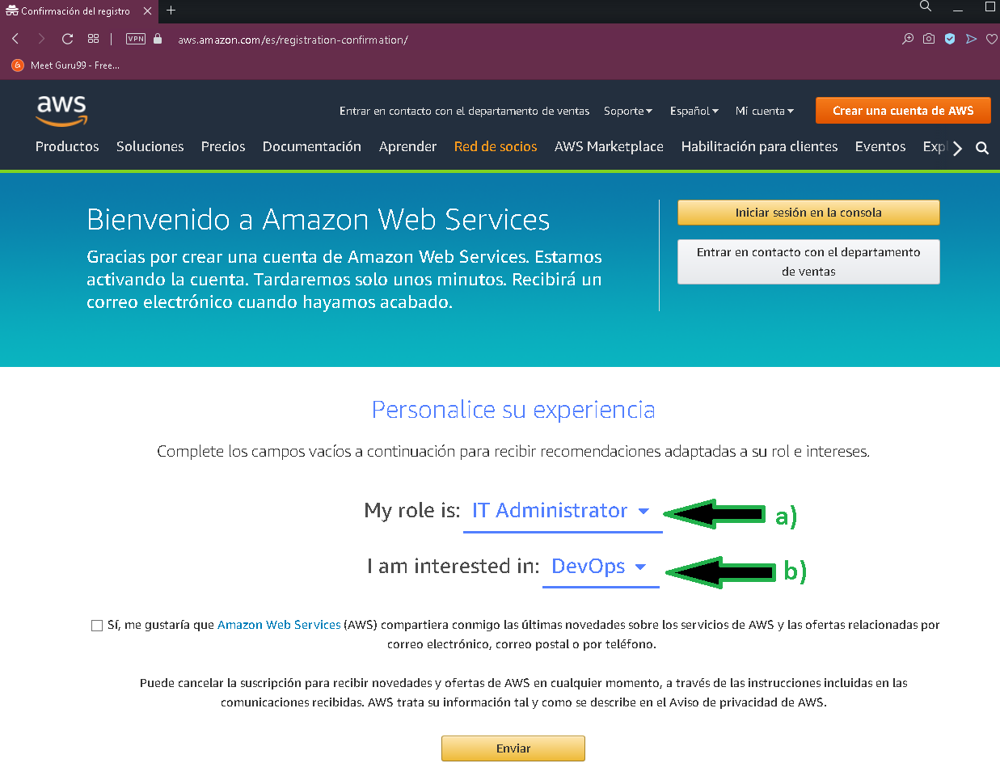 Confirmación del registro
VPN
aws.amazon.com/es/registration-confirmation/
Meet Guru99 - Free...
aws
Entrar en contacto con el departamento de ventas
Soporte
Español
Mi cuenta
Crear una cuenta de AWS
Productos
Soluciones
Precios
Documentación
Aprender
Red de socios
AWS Marketplace
Habilitación para clientes
Eventos
Expl
Bienvenido a Amazon Web Services
Gracias por crear una cuenta de Amazon Web Services. Estamos
activando la cuenta. Tardaremos solo unos minutos. Recibirá un
correo electrónico cuando hayamos acabado.
Iniciar sesión en la consola
Entrar en contacto con el departamento
de ventas
Personalice su experiencia
Complete los campos vacíos a continuación para recibir recomendaciones adaptadas a su rol e intereses.
My role is: IT Administrator
a)
I am interested in: DevOps
b)
Sí, me gustaría que Amazon Web Services (AWS) compartiera conmigo las últimas novedades sobre los servicios de AWS y las ofertas relacionadas por
correo electrónico, correo postal o por teléfono.
Puede cancelar la suscripción para recibir novedades y ofertas de AWS en cualquier momento, a través de las instrucciones incluidas en las
comunicaciones recibidas. AWS trata su información tal y como se describe en el Aviso de privacidad de AWS.
Enviar